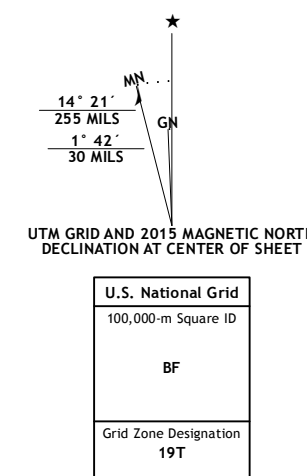 ★
MN
14° 21´
255 MILS
GN
1° 42´
30 MILS
UTM GRID AND 2015 MAGNETIC NORTH
DECLINATION AT CENTER OF SHEET
U.S. National Grid
100,000-m Square ID
BF
Grid Zone Designation
19T